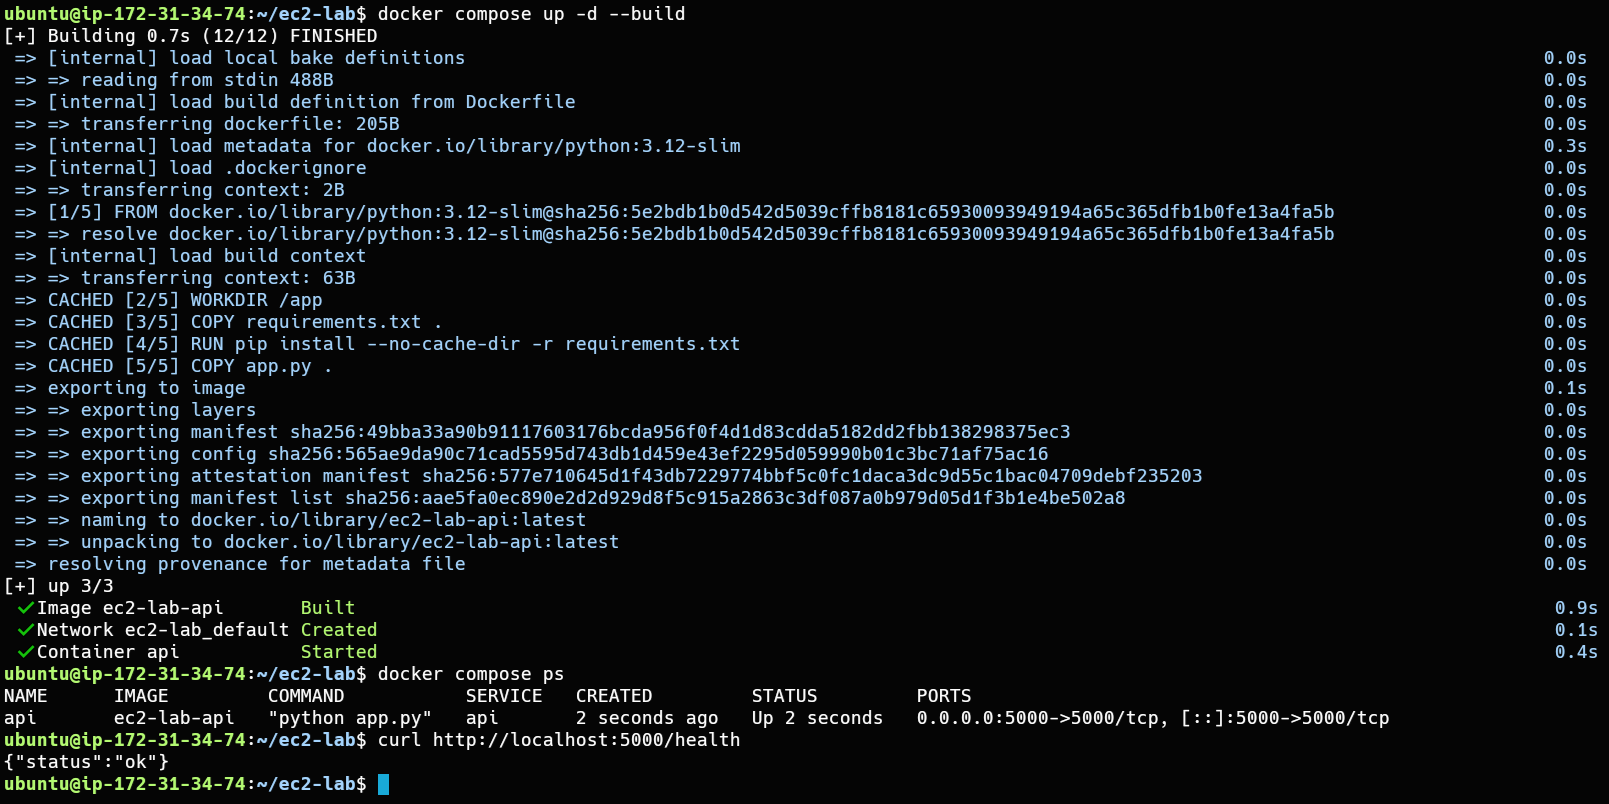 ubuntu@ip-172-31-34-74:~/ec2-lab$ docker compose up -d --build
[+] Building 0.7s (12/12) FINISHED
=> [internal] load local bake definitions 0.0s
=> => reading from stdin 488B 0.0s
=> [internal] load build definition from Dockerfile 0.0s
=> => transferring dockerfile: 205B 0.0s
=> [internal] load metadata for docker.io/library/python:3.12-slim 0.3s
=> [internal] load .dockerignore 0.0s
=> => transferring context: 2B 0.0s
=> [1/5] FROM docker.io/library/python:3.12-slim@sha256:5e2bdb1b0d542d5039cffb8181c65930093949194a65c365dfb1b0fe13a4fa5b 0.0s
=> => resolve docker.io/library/python:3.12-slim@sha256:5e2bdb1b0d542d5039cffb8181c65930093949194a65c365dfb1b0fe13a4fa5b 0.0s
=> [internal] load build context 0.0s
=> => transferring context: 63B 0.0s
=> CACHED [2/5] WORKDIR /app 0.0s
=> CACHED [3/5] COPY requirements.txt . 0.0s
=> CACHED [4/5] RUN pip install --no-cache-dir -r requirements.txt 0.0s
=> CACHED [5/5] COPY app.py . 0.0s
=> exporting to image 0.1s
=> => exporting layers 0.0s
=> => exporting manifest sha256:49bba33a90b91117603176bcda956f0f4d1d83cdda5182dd2fbb138298375ec3 0.0s
=> => exporting config sha256:565ae9da90c71cad5595d743db1d459e43ef2295d059990b01c3bc71af75ac16 0.0s
=> => exporting attestation manifest sha256:577e710645d1f43db7229774bbf5c0fc1daca3dc9d55c1bac04709debf235203 0.0s
=> => exporting manifest list sha256:aae5fa0ec890e2d2d929d8f5c915a2863c3df087a0b979d05d1f3b1e4be502a8 0.0s
=> => naming to docker.io/library/ec2-lab-api:latest 0.0s
=> => unpacking to docker.io/library/ec2-lab-api:latest 0.0s
=> resolving provenance for metadata file 0.0s
[+] up 3/3
✓Image ec2-lab-api Built 0.9s
✓Network ec2-lab_default Created 0.1s
✓Container api Started 0.4s
ubuntu@ip-172-31-34-74:~/ec2-lab$ docker compose ps
NAME IMAGE COMMAND SERVICE CREATED STATUS PORTS
api ec2-lab-api "python app.py" api 2 seconds ago Up 2 seconds 0.0.0.0:5000->5000/tcp, [::]:5000->5000/tcp
ubuntu@ip-172-31-34-74:~/ec2-lab$ curl http://localhost:5000/health
{"status":"ok"}
ubuntu@ip-172-31-34-74:~/ec2-lab$